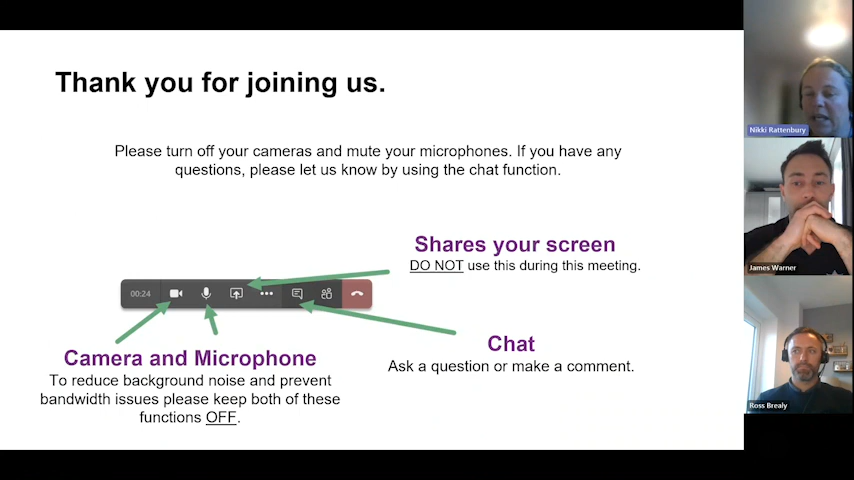 Thank you for joining us.
Please turn off your cameras and mute your microphones. If you have any
questions, please let us know by using the chat function.
Shares your screen
DO NOT use this during this meeting.
00:24
Camera and Microphone
To reduce background noise and prevent
bandwidth issues please keep both of these
functions OFF.
Chat
Ask a question or make a comment.
Nikki Rattenbury
James Warner
Ross Brealy